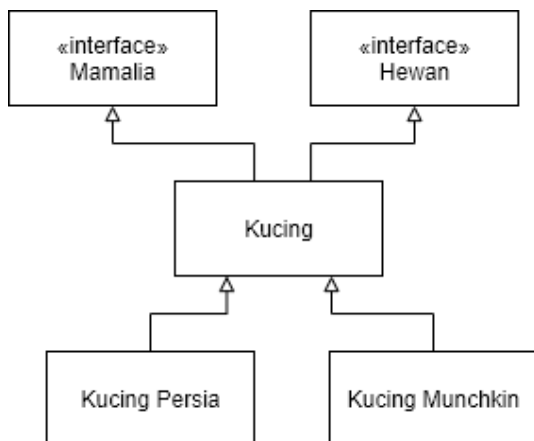 «interface»
Mamalia
«interface»
Hewan
Kucing
Kucing Persia
Kucing Munchkin